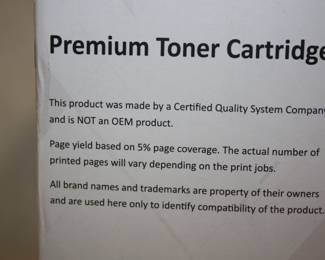 Premium Toner Cartridge
This product was made by a Certified Quality System Company
and is NOT an OEM product.
Page yield based on 5% page coverage. The actual number of
printed pages will vary depending on the print jobs.
All brand names and trademarks are property of their owners
and are used here only to identify compatibility of the product.